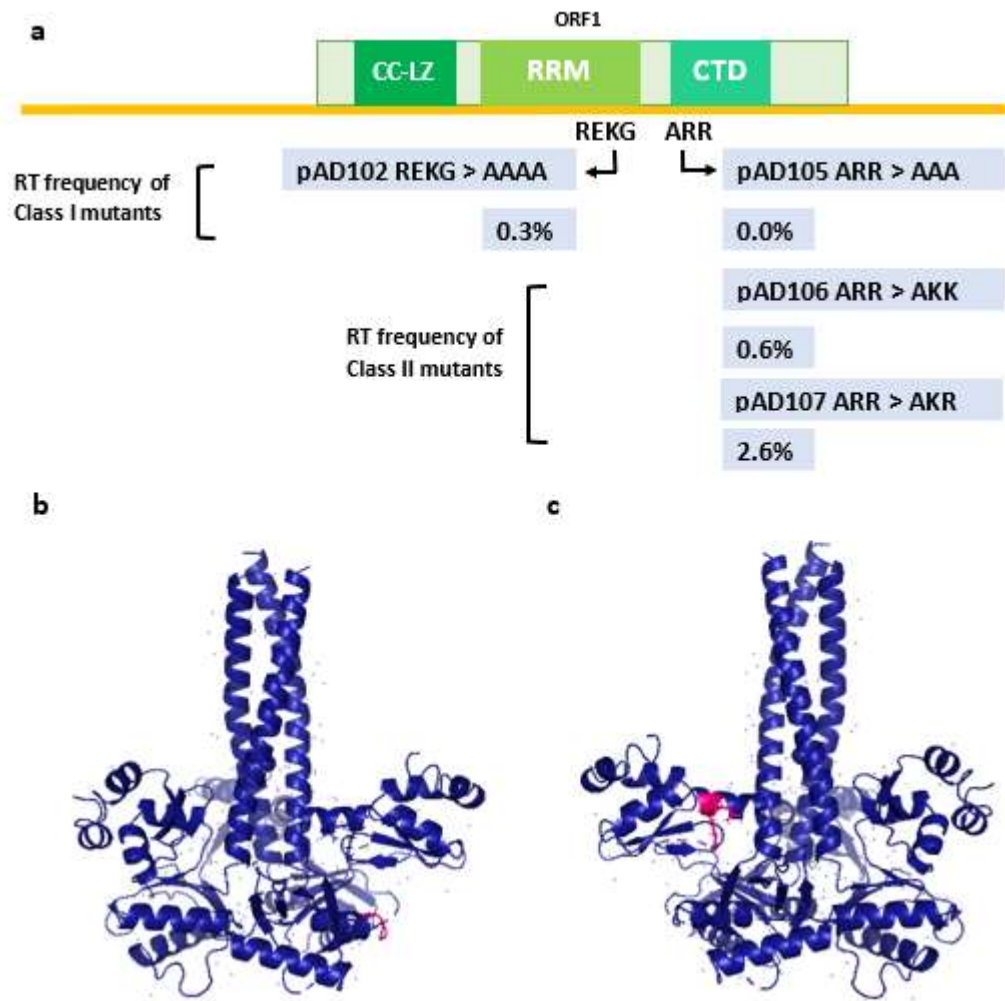 a
ORF1
CC-LZ RRM CTD
REKG ARR
RT frequency of
Class I mutants
pAD102 REKG > AAAA
0.3%
pAD105 ARR > AAA
0.0%
RT frequency of
Class II mutants
pAD106 ARR > AKK
0.6%
pAD107 ARR > AKR
2.6%
b
c